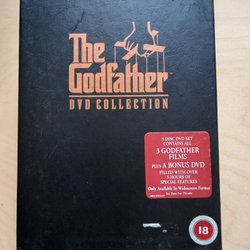 The
Godfather
DVD COLLECTION
5 DISC DVD SET
CONTAINS ALL
3 GODFATHER
FILMS
PLUS A BONUS DVD
FILLED WITH OVER
3 HOURS OF
SPECIAL FEATURES
Only Available in Widescreen Format
18